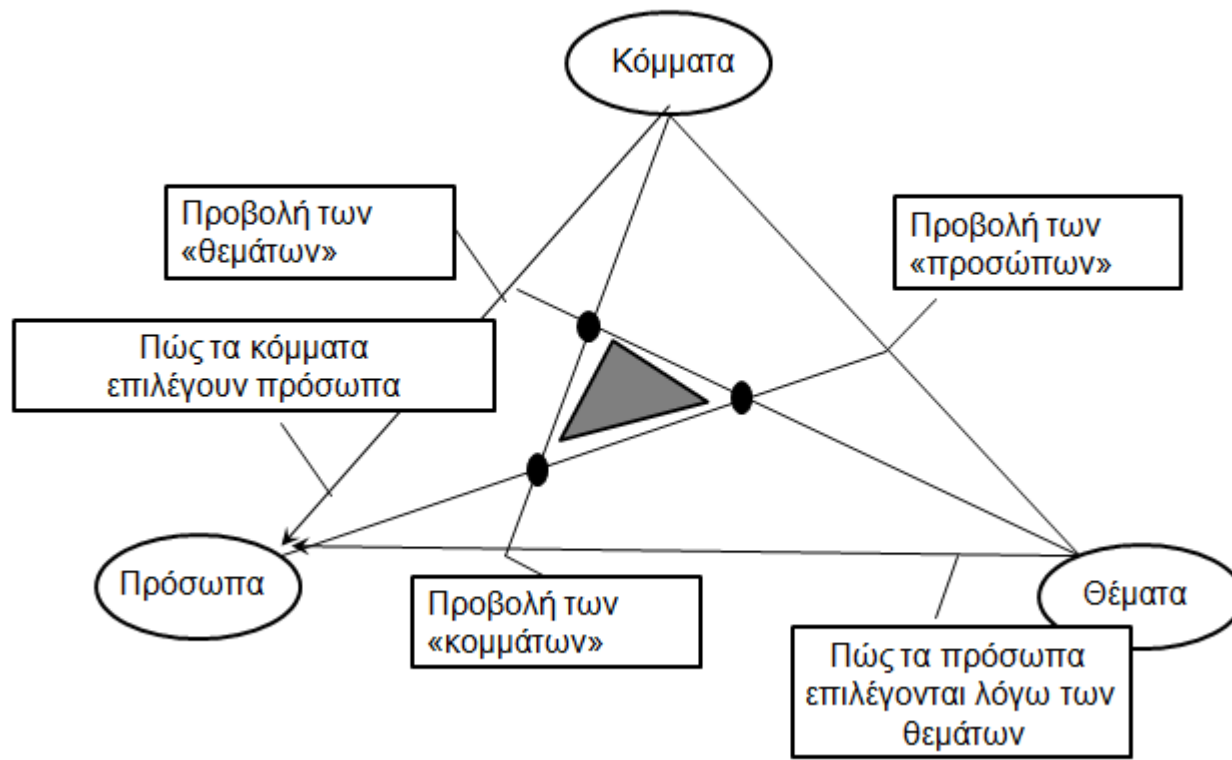 Κόμματα
Προβολή των
«θεμάτων»
Προβολή των
«προσώπων»
Πώς τα κόμματα
επιλέγουν πρόσωπα
Πρόσωπα
Προβολή των
«κομμάτων»
Θέματα
Πώς τα πρόσωπα
επιλέγονται λόγω των
θεμάτων